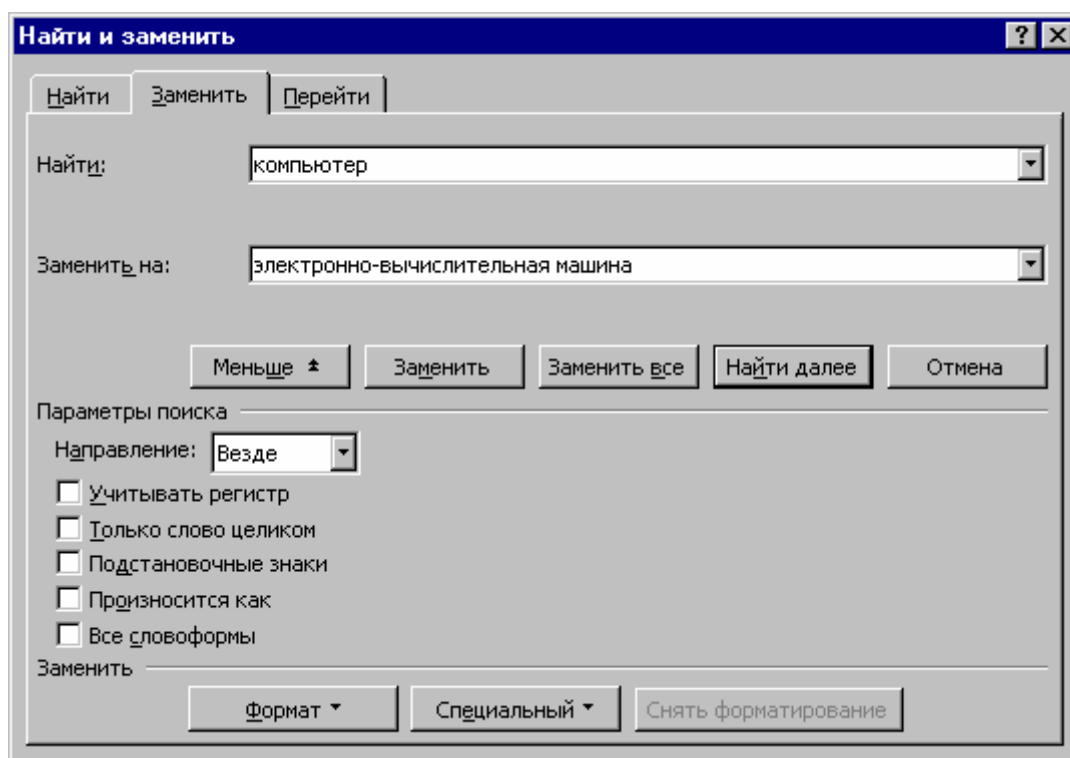 Найти и заменить
Найти Заменить Перейти
Найти: компьютер
Заменить на: электронно-вычислительная машина
Меньше Заменить Заменить все Найти далее Отмена
Параметры поиска
Направление: Везде
Учитывать регистр
Только слово целиком
Подстановочные знаки
Произносится как
Все словоформы
Заменить
Формат Специальный Снять форматирование